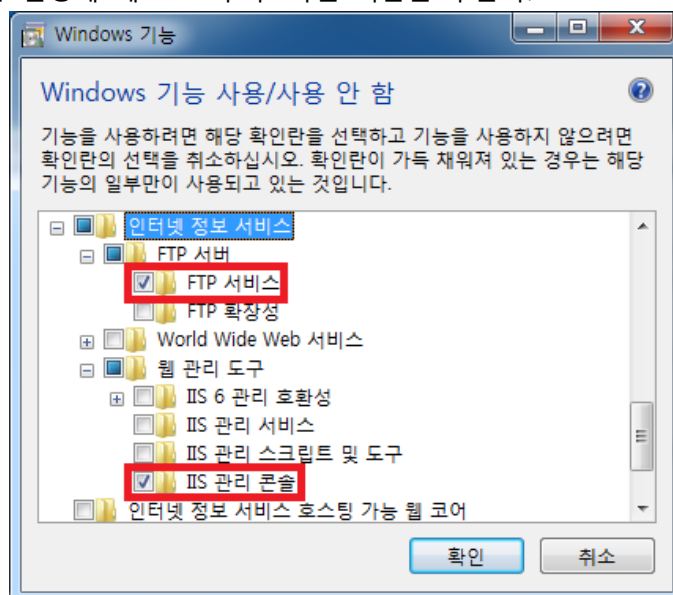 Windows 기능
Windows 기능 사용/사용 안 함
기능을 사용하려면 해당 확인란을 선택하고 기능을 사용하지 않으려면
확인란의 선택을 취소하십시오. 확인란이 가득 채워져 있는 경우는 해당
기능의 일부만이 사용되고 있는 것입니다.
인터넷 정보 서비스
FTP 서버
FTP 서비스
FTP 확장성
World Wide Web 서비스
웹 관리 도구
IIS 6 관리 호환성
IIS 관리 서비스
IIS 관리 스크립트 및 도구
IIS 관리 콘솔
인터넷 정보 서비스 호스팅 가능 웹 코어
확인
취소